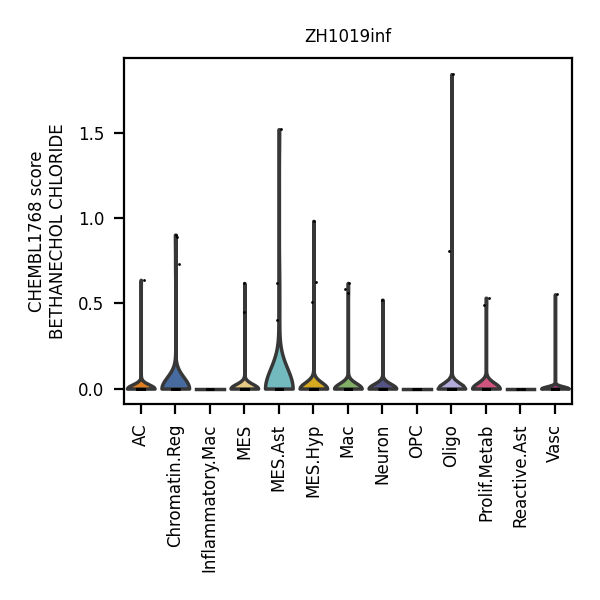 ZH1019inf
CHEMBL1768 score
BETHANECHOL CHLORIDE
1.5
1.0
0.5
0.0
AC
Chromatin.Reg
Inflammatory.Mac
MES
MES.Ast
MES.Hyp
Mac
Neuron
OPC
Oligo
Prolif.Metab
Reactive.Ast
Vasc